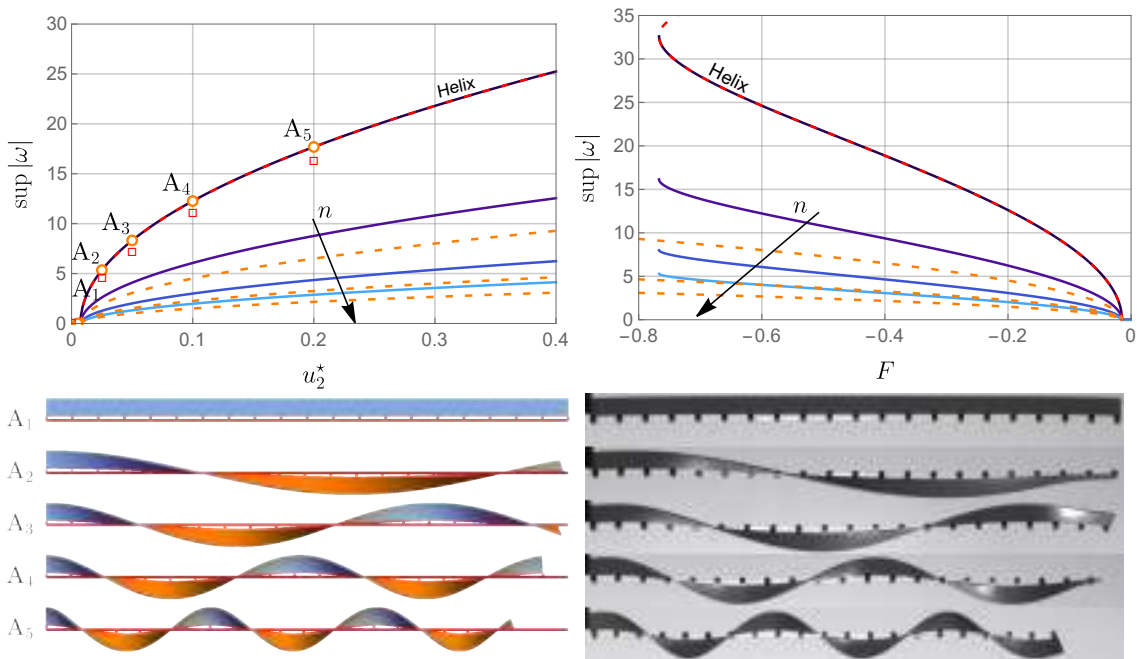 30
25
20
15
10
5
0
sup |ω|
Helix
A₅
A₄
A₃
A₂
A₁
n
0 0.1 0.2 0.3 0.4
u₂⋆
35
30
25
20
15
10
5
0
sup |ω|
Helix
n
−0.8 −0.6 −0.4 −0.2 0
F
A₁
A₂
A₃
A₄
A₅